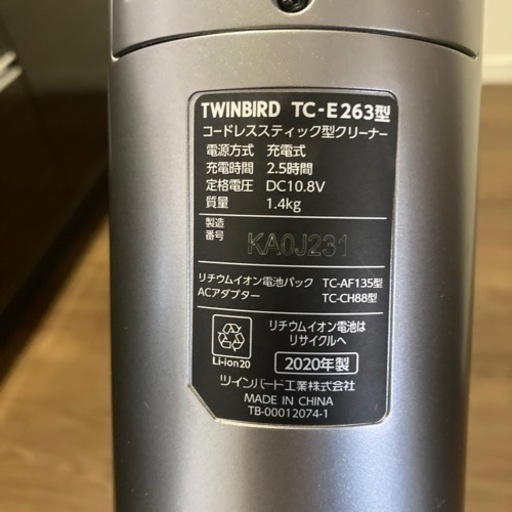 TWINBIRD TC-E263型
コードレススティック型クリーナー
電源方式 充電式
充電時間 2.5時間
定格電圧 DC10.8V
質量 1.4kg
製造番号 KA0J231
リチウムイオン電池パック TC-AF135型
ACアダプター TC-CH88型
リチウムイオン電池は
リサイクルへ
Li-ion20
2020年製
ツインバード工業株式会社
MADE IN CHINA
TB-00012074-1